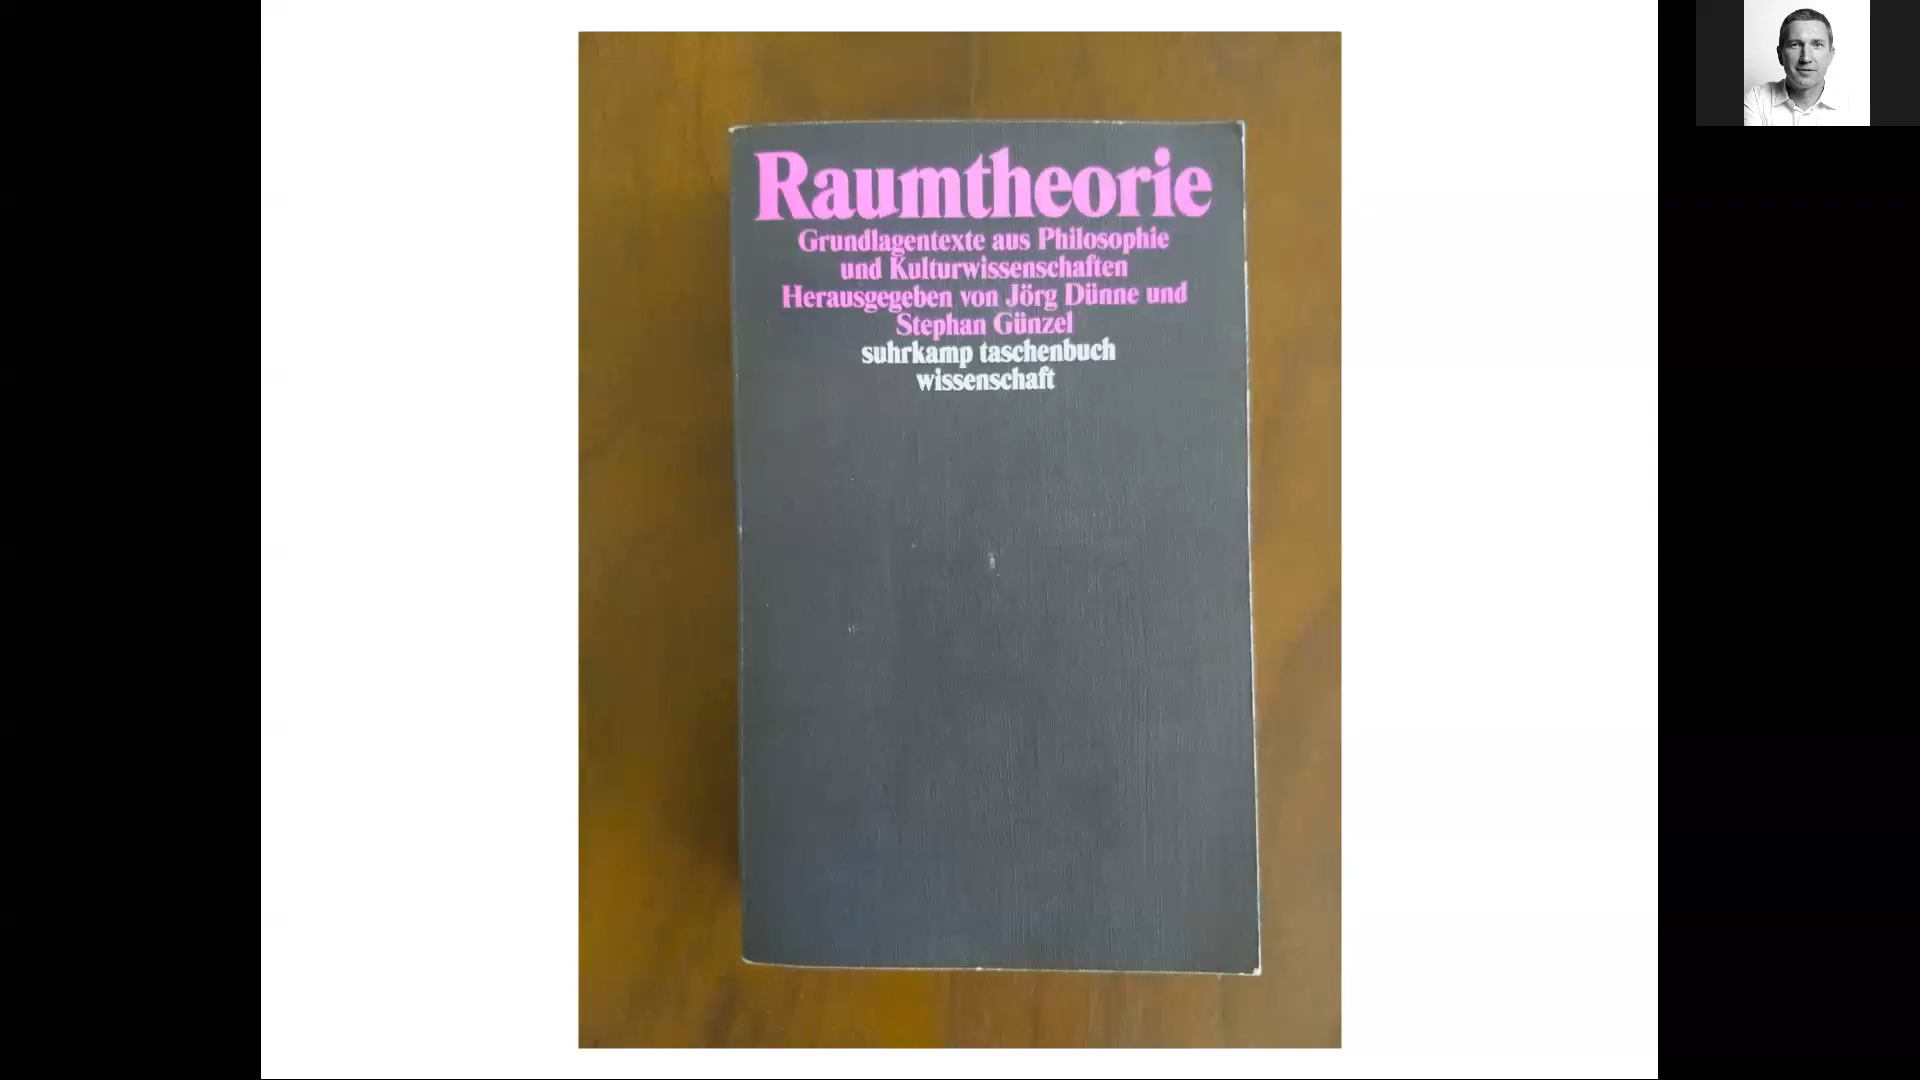 Raumtheorie
Grundlagentexte aus Philosophie
und Kulturwissenschaften
Herausgegeben von Jörg Dünne und
Stephan Günzel
suhrkamp taschenbuch
wissenschaft